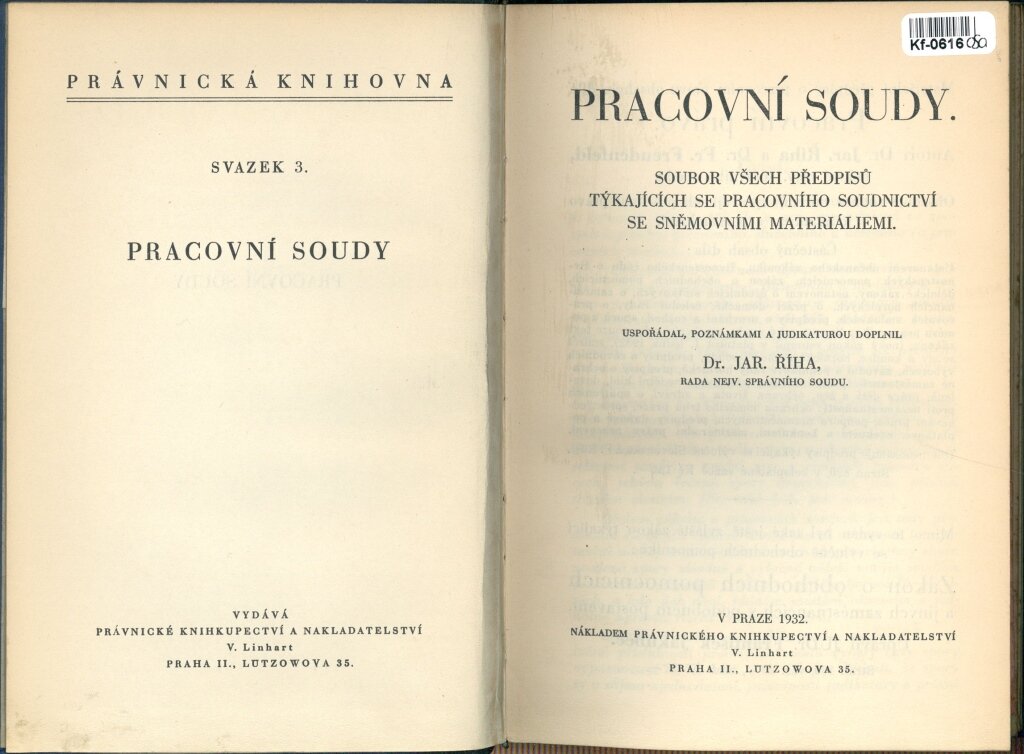 PRÁVNICKÁ KNIHOVNA
SVAZEK 3.
PRACOVNÍ SOUDY
VYDÁVÁ
PRÁVNICKÉ KNIHKUPECTVÍ A NAKLADATELSTVÍ
V. Linhart
PRAHA II., LÜTZOWOVA 35.
Kf-0616
PRACOVNÍ SOUDY.
SOUBOR VŠECH PŘEDPISŮ
TÝKAJÍCÍCH SE PRACOVNÍHO SOUDNICTVÍ
SE SNĚMOVNÍMI MATERIÁLIEMI.
USPOŘÁDAL, POZNÁMKAMI A JUDIKATUROU DOPLNIL
Dr. JAR. ŘÍHA,
RADA NEJV. SPRÁVNÍHO SOUDU.
V PRAZE 1932.
NÁKLADEM PRÁVNICKÉHO KNIHKUPECTVÍ A NAKLADATELSTVÍ
V. Linhart
PRAHA II., LÜTZOWOVA 35.